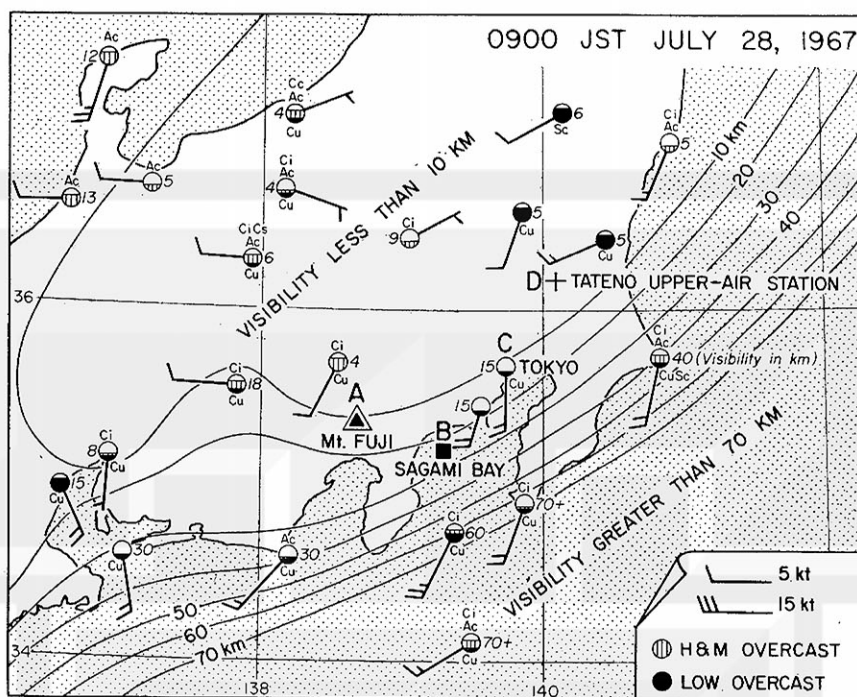 0900 JST JULY 28, 1967
Ac
12
Cc
Ac
4
Cu
6
Sc
Ci
Ac
5
10 km
20
30
40
Ac
13
Ac
5
Ci
Ac
4
Cu
VISIBILITY LESS THAN 10 KM
Ci
9
5
Cu
5
Cu
CiCs
Ac
6
Cu
D + TATENO UPPER-AIR STATION
36
Ci
4
Cu
18
Cu
A
Mt. FUJI
C
15
TOKYO
Cu
Ci
Ac
40 (Visibility in km)
CuSc
15
B
SAGAMI BAY
Ci
8
Cu
15
Cu
30
Cu
Ac
30
Ci
60
Cu
Ci
70+
Cu
VISIBILITY GREATER THAN 70 KM
50
60
70 km
Ci
Ac
70+
Cu
34
138
140
5 kt
15 kt
H&M OVERCAST
LOW OVERCAST